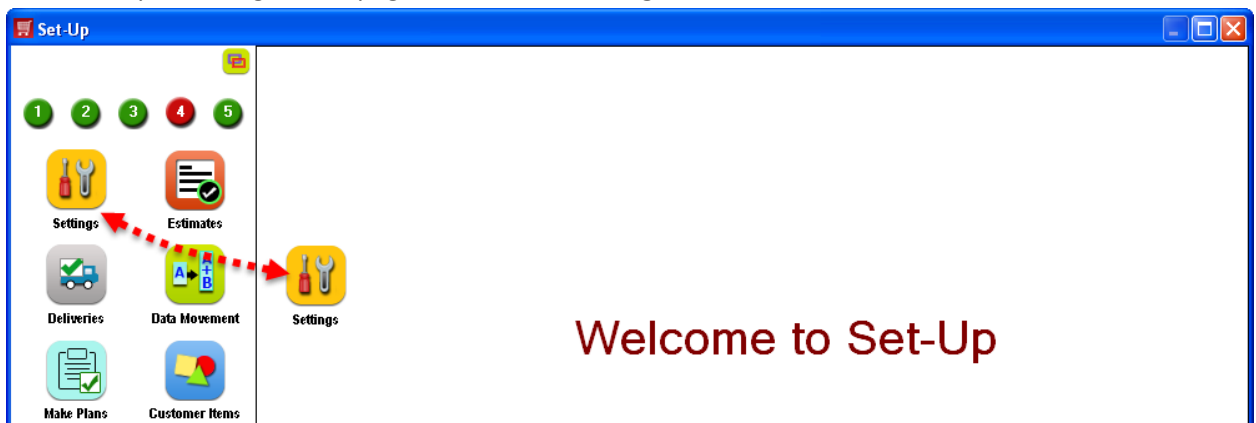 Set-Up
1 2 3 4 5
Settings Estimates
A A+B
Deliveries Data Movement Settings
Welcome to Set-Up
Make Plans Customer Items